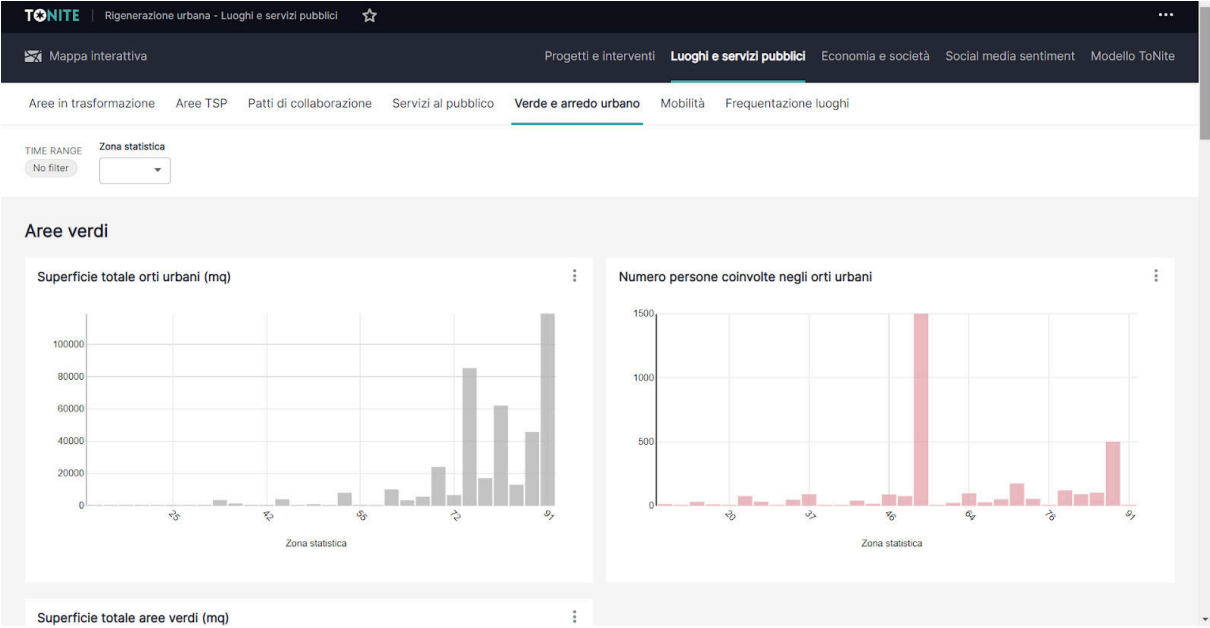 TONITE Rigenerazione urbana - Luoghi e servizi pubblici
Mappa interattiva Progetti e interventi Luoghi e servizi pubblici Economia e società Social media sentiment Modello ToNite
Aree in trasformazione Aree TSP Patti di collaborazione Servizi al pubblico Verde e arredo urbano Mobilità Frequentazione luoghi
TIME RANGE
No filter
Zona statistica
Aree verdi
Superficie totale orti urbani (mq)
100000
80000
60000
40000
20000
0
25 42 55 72 91
Zona statistica
Numero persone coinvolte negli orti urbani
1500
1000
500
0
20 37 46 64 76 91
Zona statistica
Superficie totale aree verdi (mq)